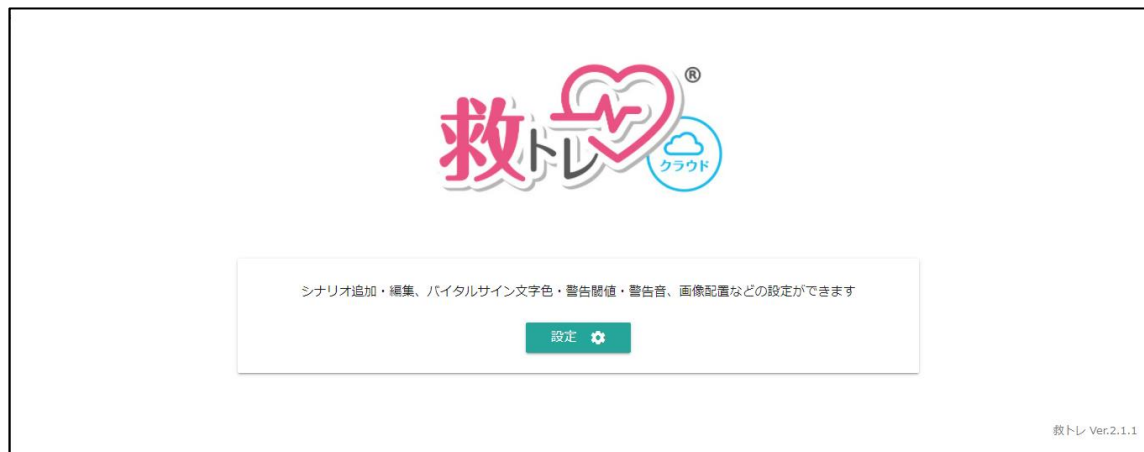 救トレ®
クラウド
シナリオ追加・編集、バイタルサイン文字色・警告閾値・警告音、画像配置などの設定ができます
設定
救トレ Ver.2.1.1